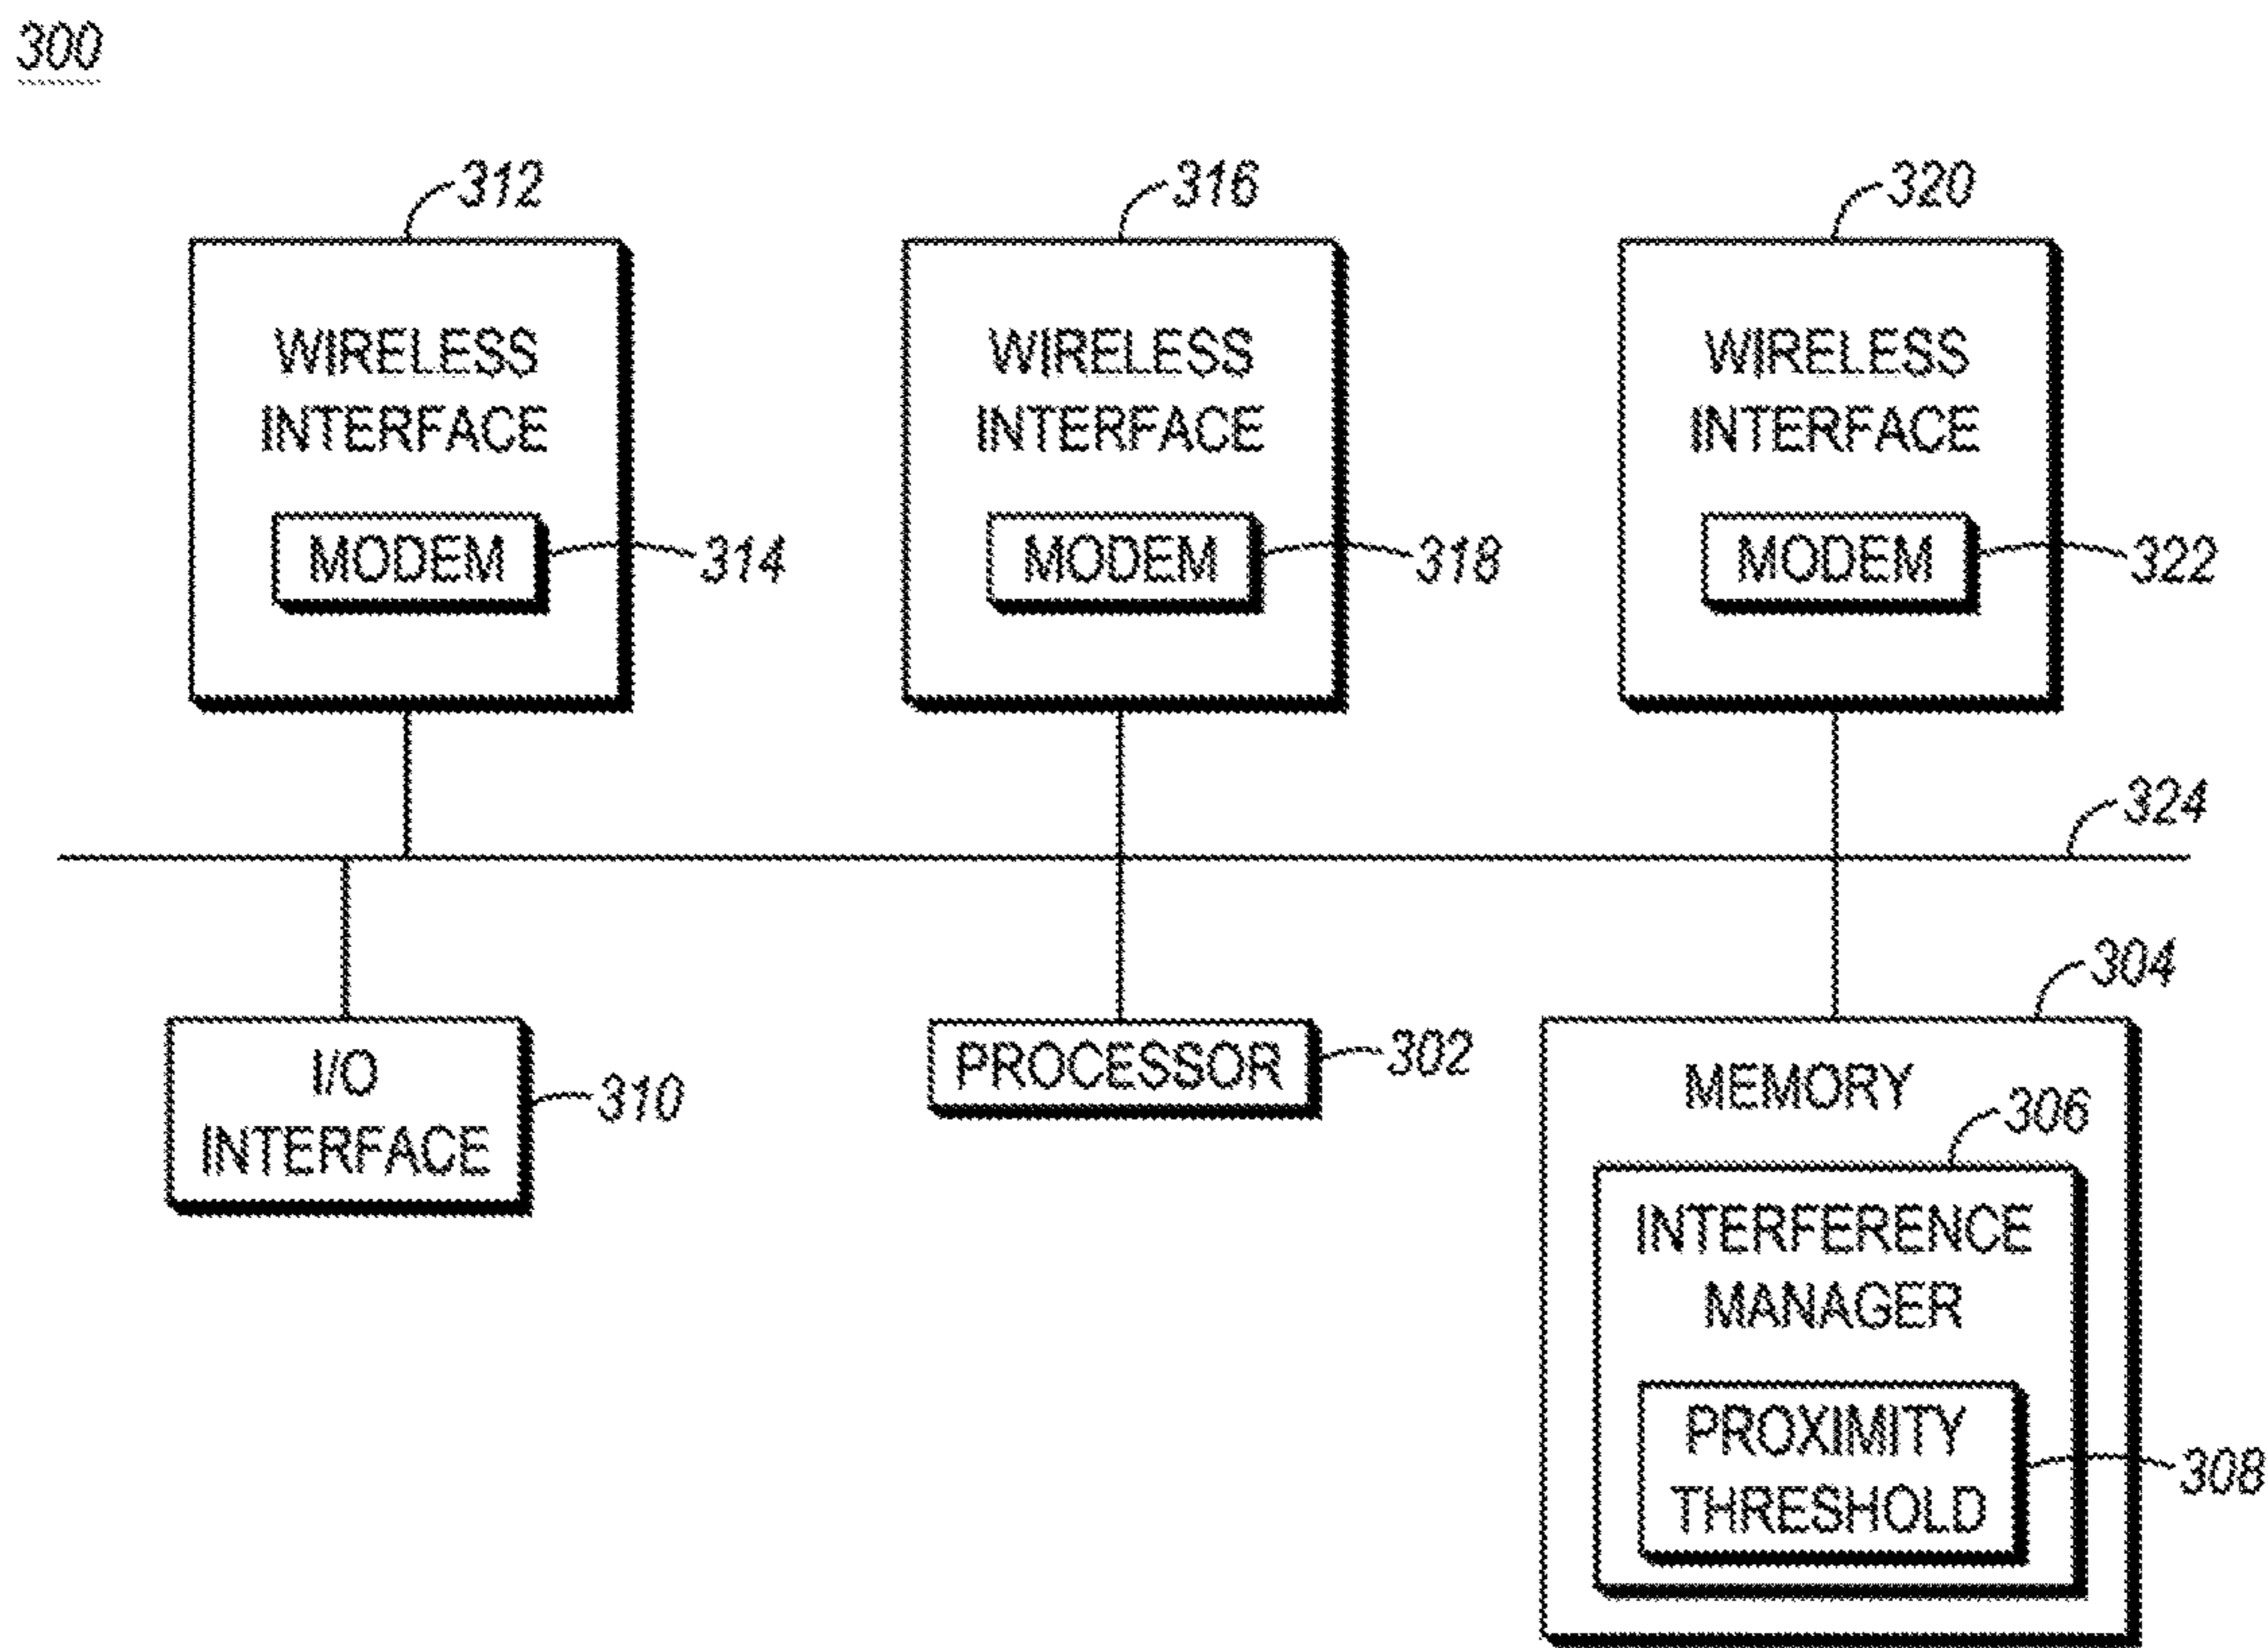 300
312
316
320
WIRELESS
INTERFACE
MODEM
314
WIRELESS
INTERFACE
MODEM
318
WIRELESS
INTERFACE
MODEM
322
324
I/O
INTERFACE
310
PROCESSOR
302
304
MEMORY
306
INTERFERENCE
MANAGER
PROXIMITY
THRESHOLD
308